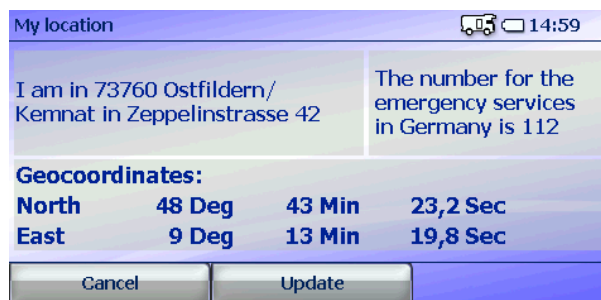 My location 14:59
I am in 73760 Ostfildern/
Kemnat in Zeppelinstrasse 42
The number for the
emergency services
in Germany is 112
Geocoordinates:
North 48 Deg 43 Min 23,2 Sec
East 9 Deg 13 Min 19,8 Sec
Cancel Update